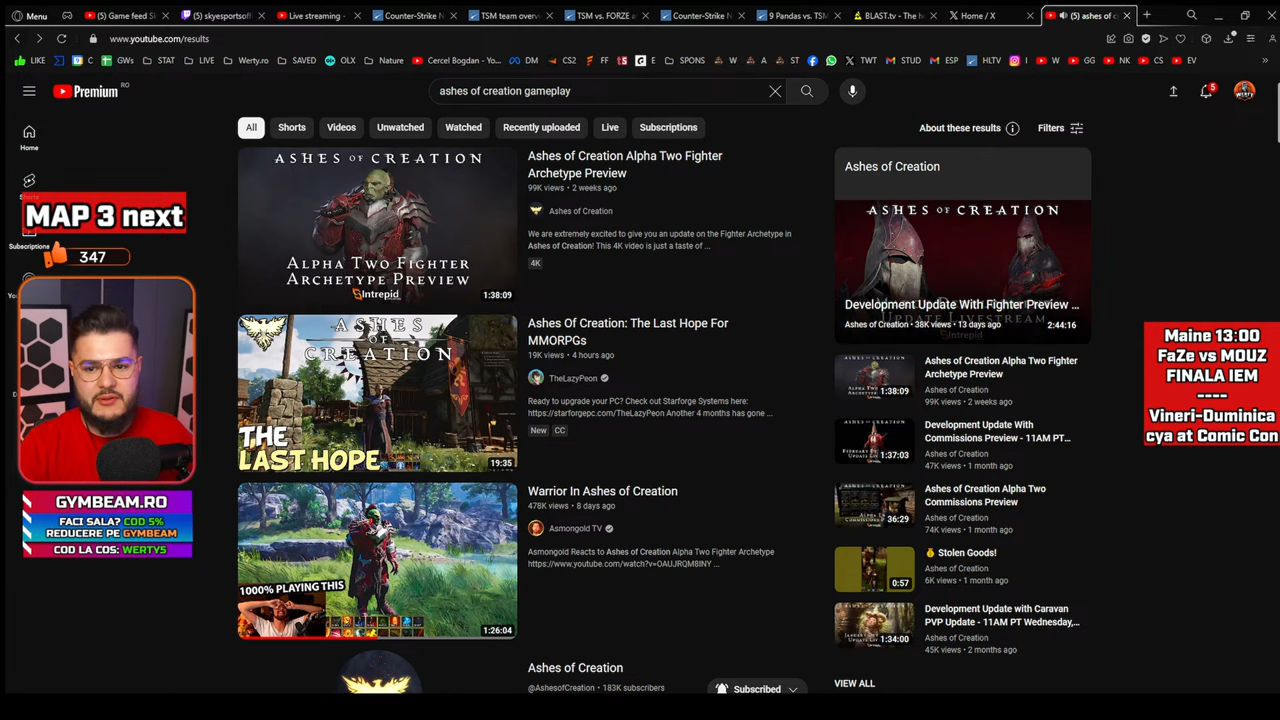 Menu
(5) Game feed
skyesportsoff
Live streaming -
Counter-Strike N
TSM team overv
TSM vs. FORZE
Counter-Strike N
9 Pandas vs. TSM
BLAST.tv — The h
Home / X
(5) ashes of c
www.youtube.com/results
LIKE
GWs
STAT
LIVE
Werty.ro
SAVED
OLX
Nature
Cercel Bogdan - Yo...
DM
CS2
FF
G
E
SPONS
W
A
ST
TWT
STUD
ESP
HLTV
I
W
GG
NK
CS
EV
Premium RO
ashes of creation gameplay
5
All
Shorts
Videos
Unwatched
Watched
Recently uploaded
Live
Subscriptions
About these results
Filters
Home
Subscriptions
MAP 3 next
347
GYMBEAM.RO
FACI SALA? COD 5%
REDUCERE PE GYMBEAM
COD LA COS: WERTY5
ASHES OF CREATION
ALPHA TWO FIGHTER
ARCHETYPE PREVIEW
Intrepid
1:38:09
Ashes of Creation Alpha Two Fighter
Archetype Preview
99K views • 2 weeks ago
Ashes of Creation
We are extremely excited to give you an update on the Fighter Archetype in
Ashes of Creation! This 4K video is just a taste of ...
4K
ASHES
OF
CREATION
THE
LAST HOPE
19:35
Ashes Of Creation: The Last Hope For
MMORPGs
19K views • 4 hours ago
TheLazyPeon
Ready to upgrade your PC? Check out Starforge Systems here:
https://starforgepc.com/TheLazyPeon Another 4 months has gone ...
New
CC
1000% PLAYING THIS
1:26:04
Warrior In Ashes of Creation
478K views • 8 days ago
Asmongold TV
Asmongold Reacts to Ashes of Creation Alpha Two Fighter Archetype
https://www.youtube.com/watch?v=OAUJRQM8INY ...
Ashes of Creation
@AshesofCreation • 183K subscribers
Subscribed
Ashes of Creation
ASHES OF CREATION
Development Update With Fighter Preview ...
UPDATE LIVESTREAM
Ashes of Creation • 38K views • 13 days ago
2:44:16
Intrepid
1:38:09
Ashes of Creation Alpha Two Fighter
Archetype Preview
Ashes of Creation
99K views • 2 weeks ago
1:37:03
Development Update With
Commissions Preview - 11AM PT...
Ashes of Creation
47K views • 1 month ago
36:29
Ashes of Creation Alpha Two
Commissions Preview
Ashes of Creation
74K views • 1 month ago
0:57
Stolen Goods!
Ashes of Creation
6K views • 1 month ago
1:34:00
Development Update with Caravan
PVP Update - 11AM PT Wednesday,...
Ashes of Creation
45K views • 2 months ago
VIEW ALL
Maine 13:00
FaZe vs MOUZ
FINALA IEM
----
Vineri-Duminica
cya at Comic Con